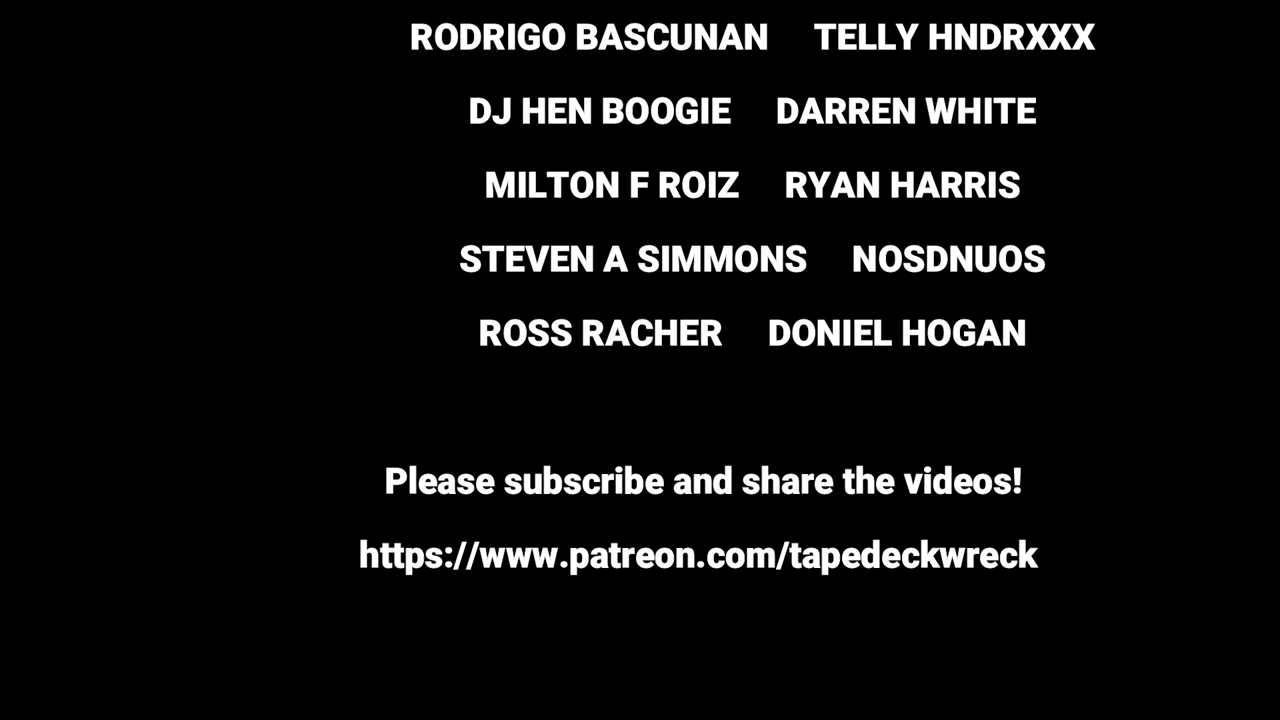 RODRIGO BASCUNAN TELLY HNDRXXX
DJ HEN BOOGIE DARREN WHITE
MILTON F ROIZ RYAN HARRIS
STEVEN A SIMMONS NOSDNUOS
ROSS RACHER DONIEL HOGAN
Please subscribe and share the videos!
https://www.patreon.com/tapedeckwreck